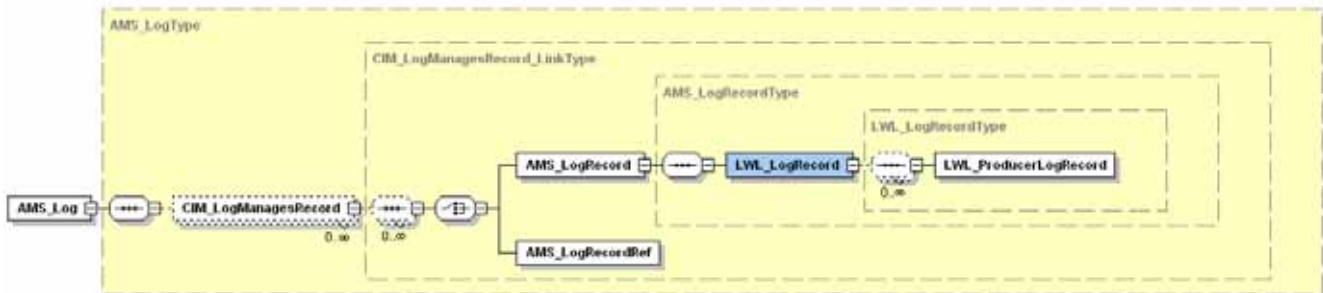 AMS_LogType
CIM_LogManagesRecord_LinkType
AMS_LogRecordType
LWL_LogRecordType
AMS_LogRecord
LWL_LogRecord
LWL_ProducerLogRecord
0..∞
AMS_Log
CIM_LogManagesRecord
0..∞
0..∞
AMS_LogRecordRef